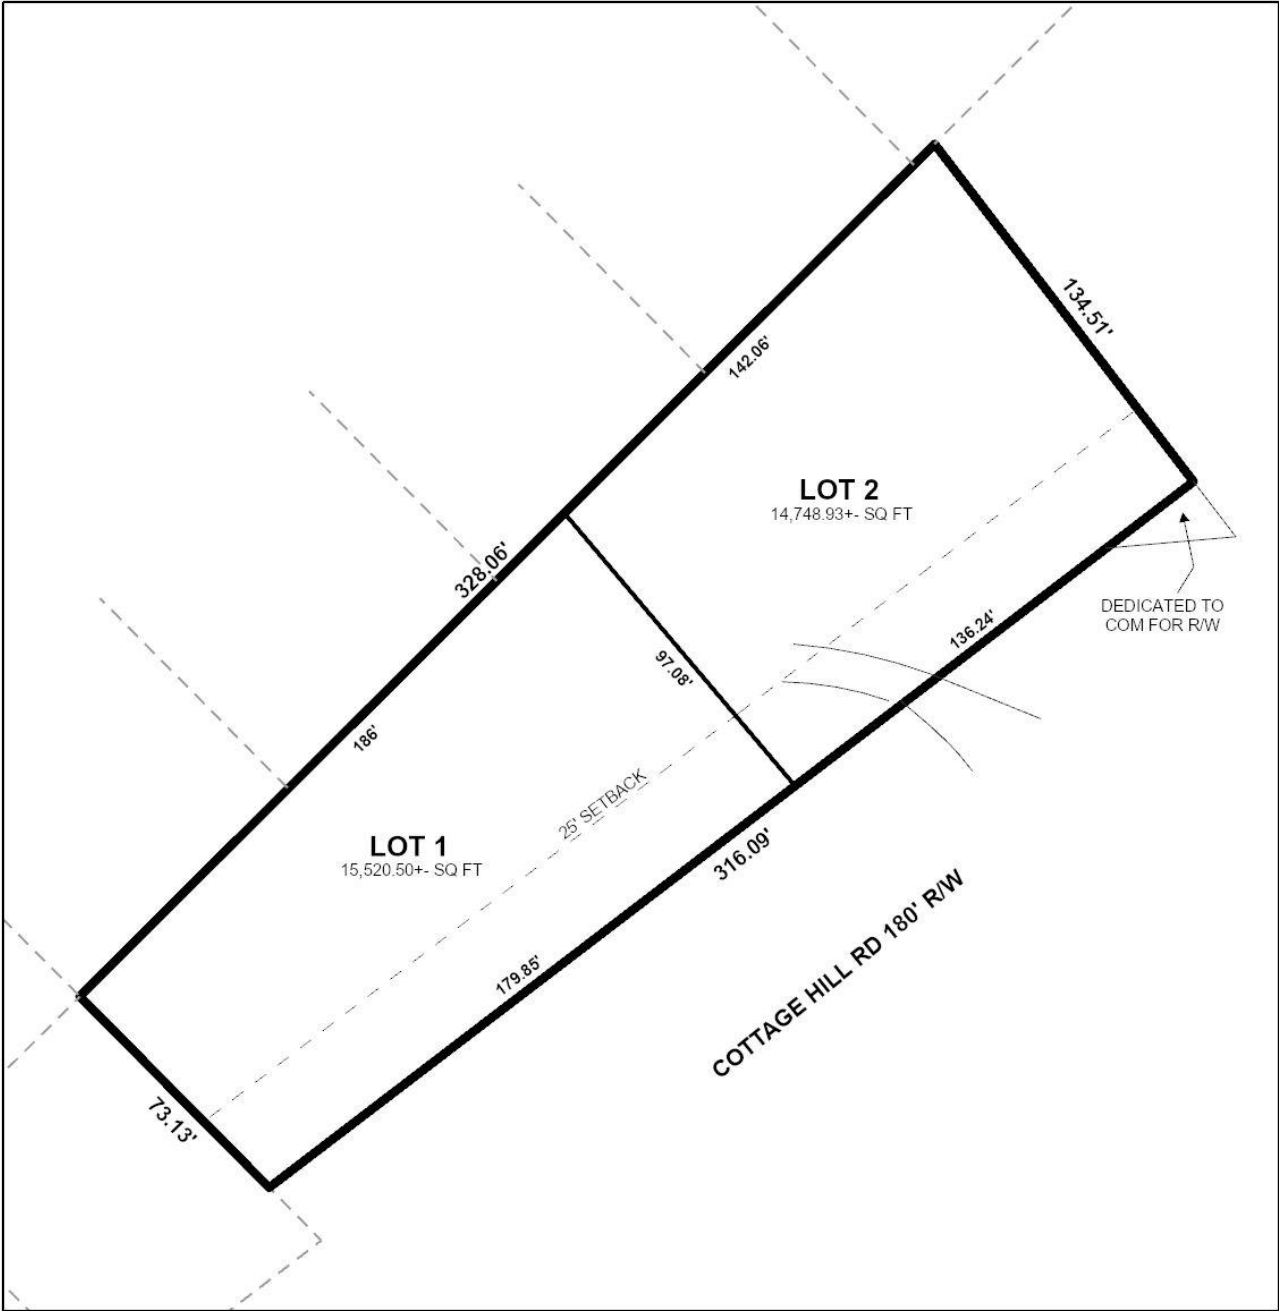 134.51'
142.06'
LOT 2
14,748.93+- SQ FT
328.06'
DEDICATED TO
COM FOR R/W
136.24'
97.08'
186'
25' SETBACK
LOT 1
15,520.50+- SQ FT
316.09'
179.85'
COTTAGE HILL RD 180' R/W
73.13'